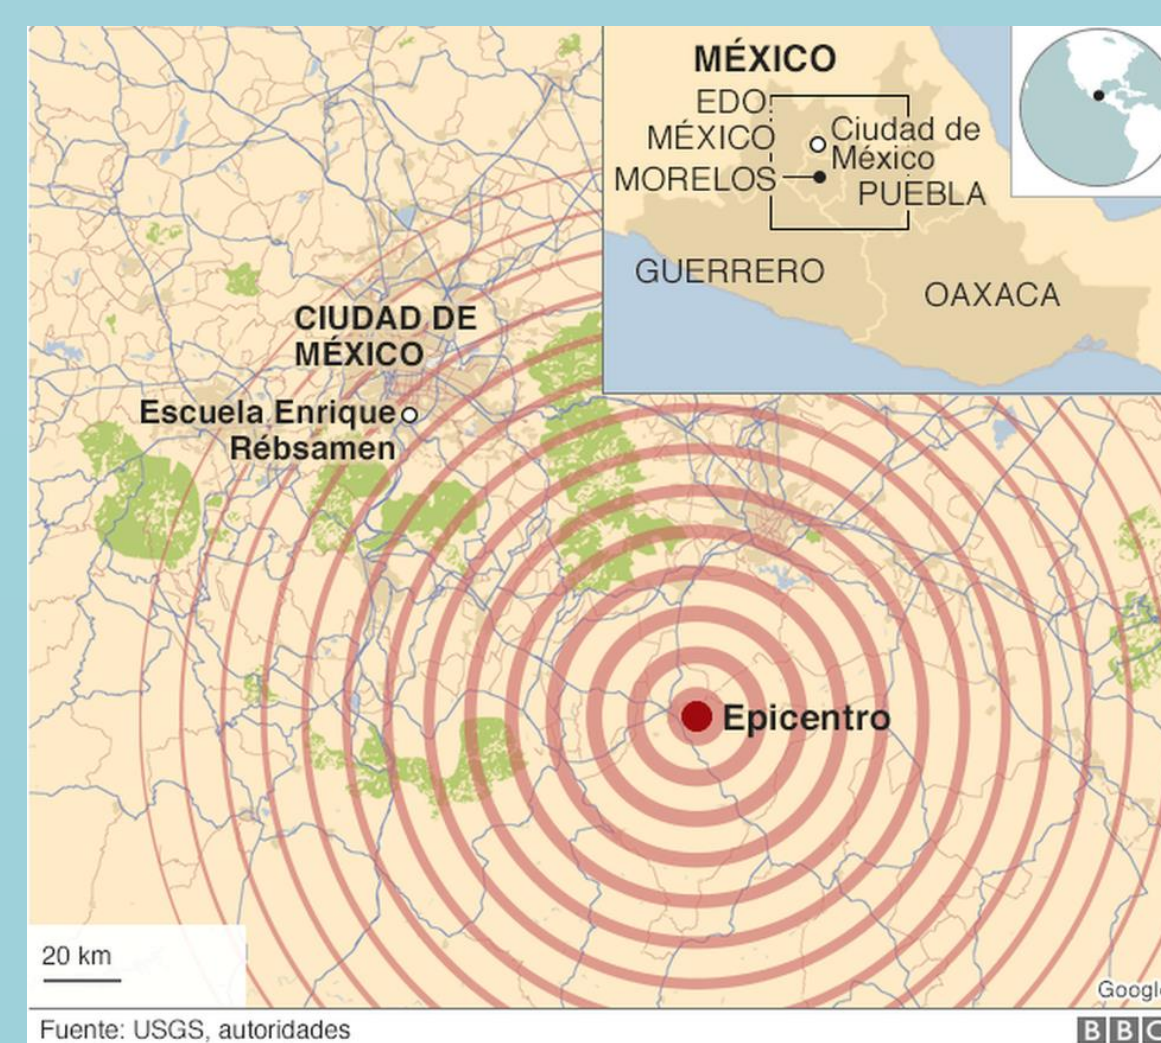 MÉXICO
EDO.
MÉXICO
Ciudad de
México
MORELOS
PUEBLA
GUERRERO
OAXACA
CIUDAD DE
MÉXICO
Escuela Enrique
Rébsamen
Epicentro
20 km
Google
Fuente: USGS, autoridades
BBC